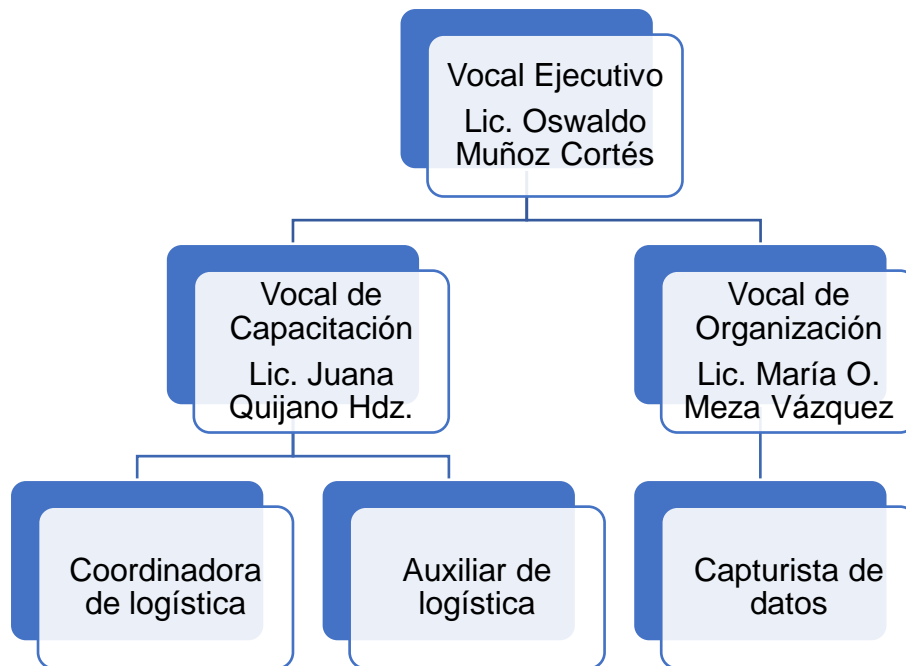 Vocal Ejecutivo
Lic. Oswaldo
Muñoz Cortés
Vocal de
Capacitación
Lic. Juana
Quijano Hdz.
Vocal de
Organización
Lic. María O.
Meza Vázquez
Coordinadora
de logística
Auxiliar de
logística
Capturista de
datos